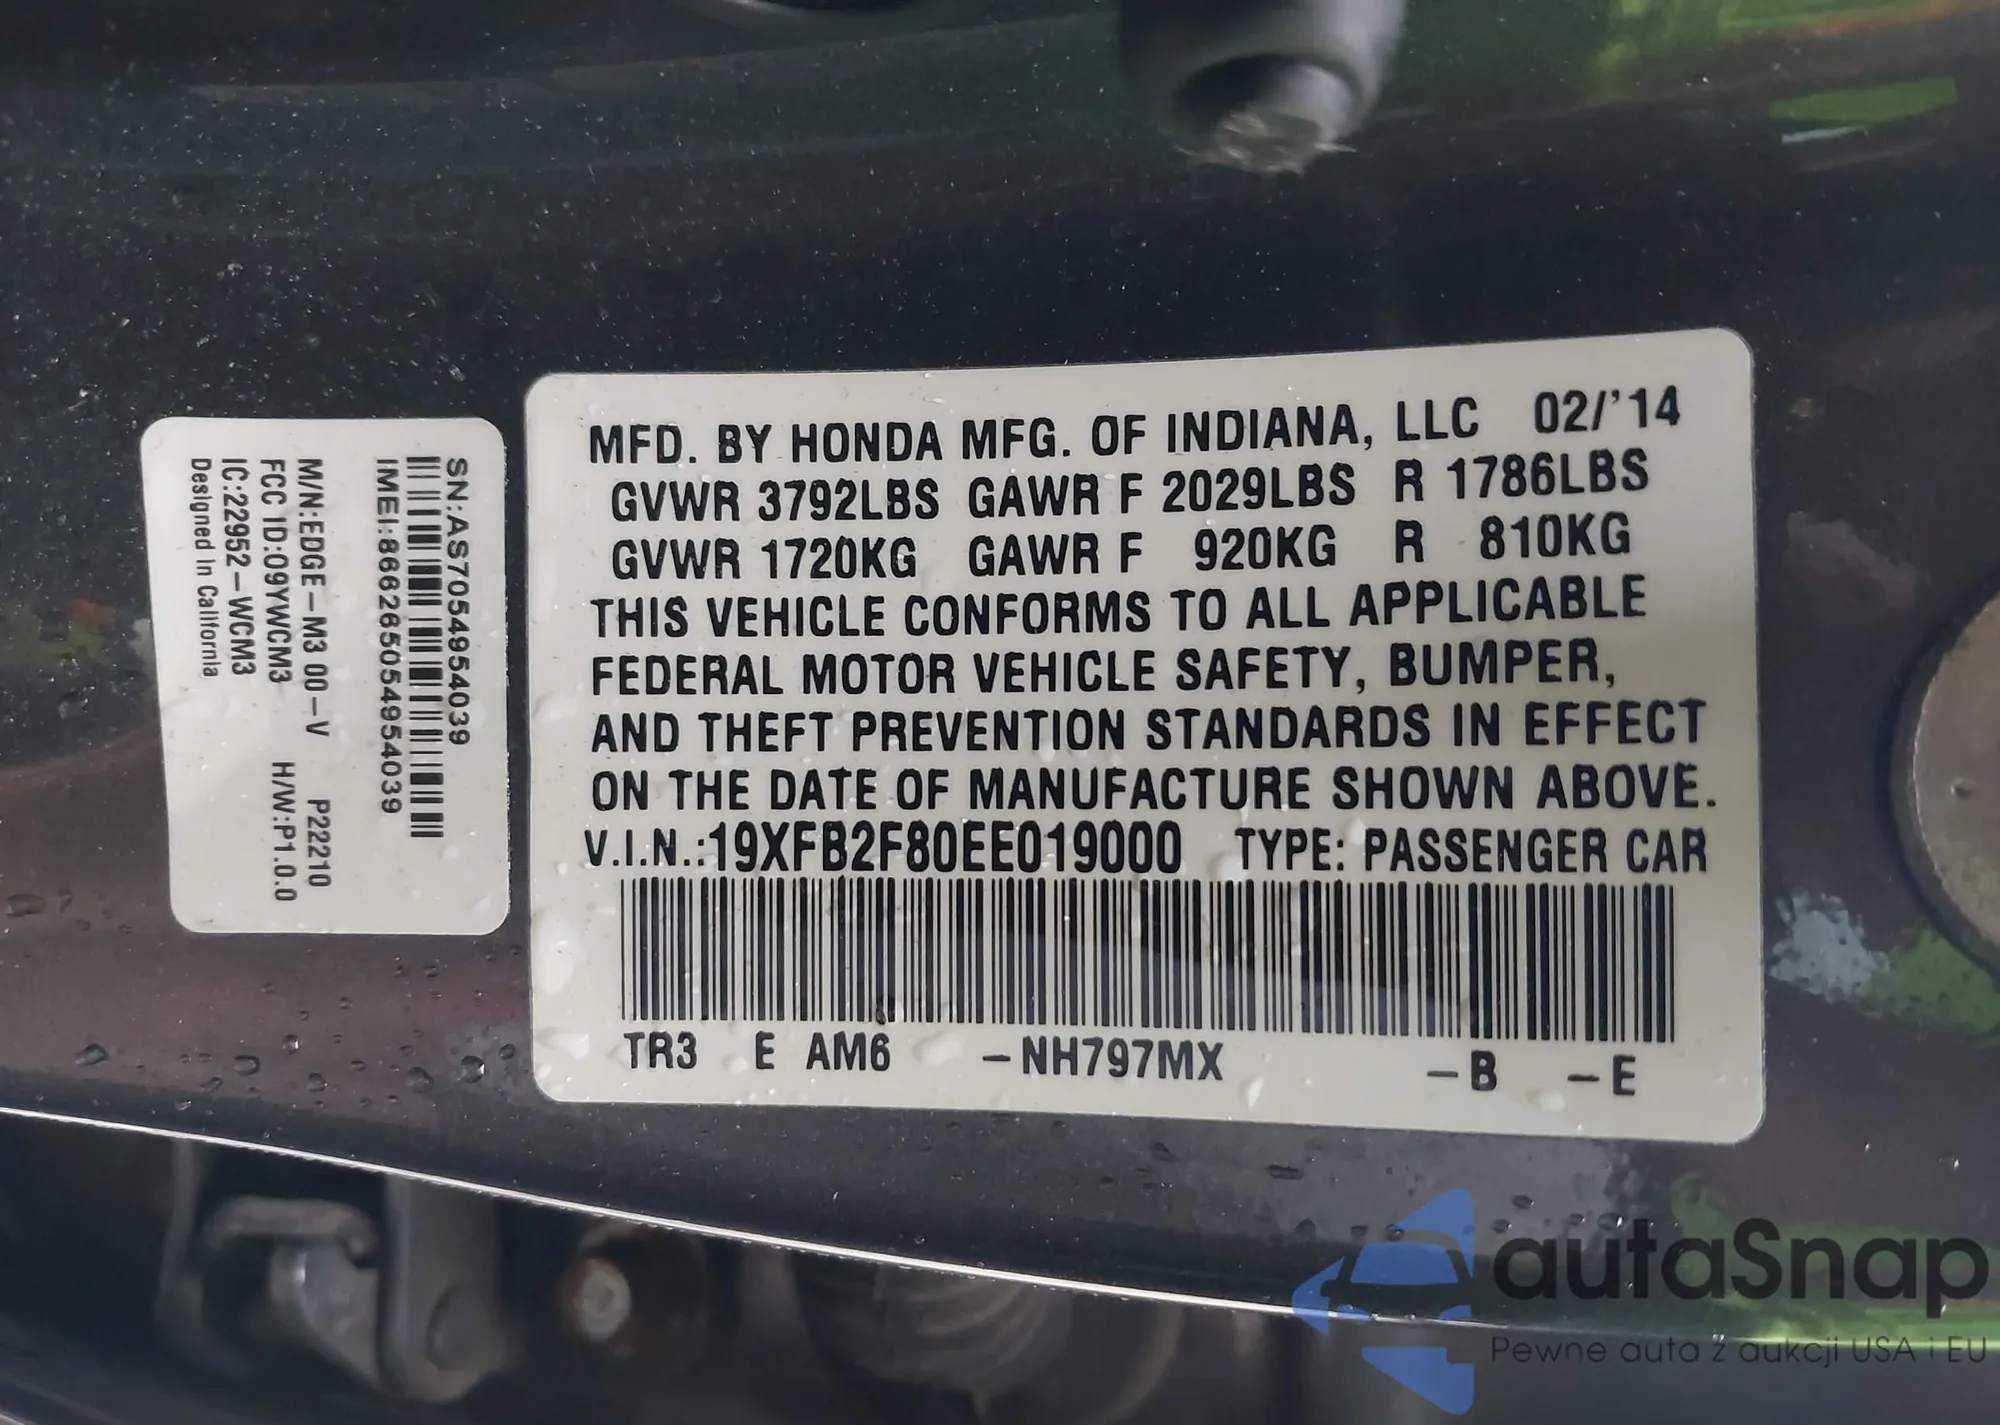 SN:AS7054954039
IMEI:866265054954039
M/N:EDGE-M3 00-V P22210
FCC ID:O9YWCM3 H/W:P1.0.0
IC:22952-WCM3
Designed in California
MFD. BY HONDA MFG. OF INDIANA, LLC 02/'14
GVWR 3792LBS GAWR F 2029LBS R 1786LBS
GVWR 1720KG GAWR F 920KG R 810KG
THIS VEHICLE CONFORMS TO ALL APPLICABLE
FEDERAL MOTOR VEHICLE SAFETY, BUMPER,
AND THEFT PREVENTION STANDARDS IN EFFECT
ON THE DATE OF MANUFACTURE SHOWN ABOVE.
V.I.N.:19XFB2F80EE019000 TYPE: PASSENGER CAR
TR3 E AM6 -NH797MX -B -E
autaSnap
Pewne auta z aukcji USA i EU